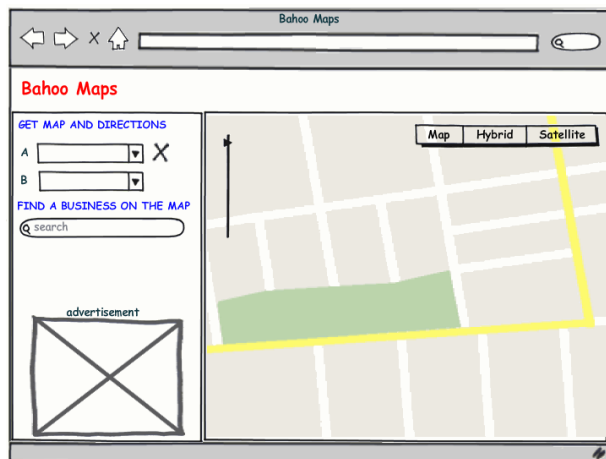 Bahoo Maps
X
Bahoo Maps
GET MAP AND DIRECTIONS
A
X
B
FIND A BUSINESS ON THE MAP
search
advertisement
Map Hybrid Satellite